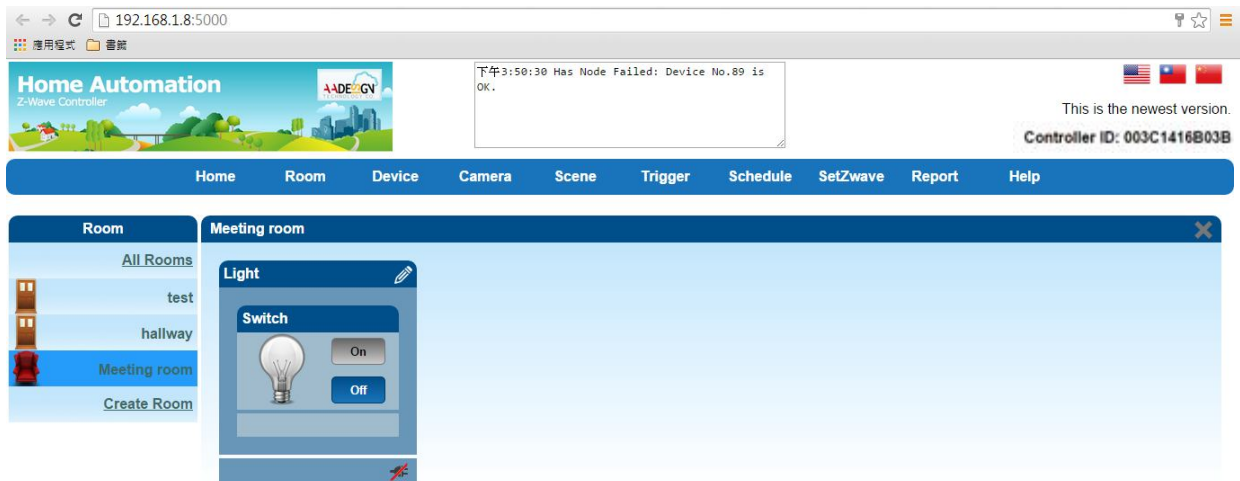 192.168.1.8:5000
應用程式 書籤
Home Automation
Z-Wave Controller
下午3:50:30 Has Node Failed: Device No.89 is
OK.
This is the newest version.
Controller ID: 003C1416B03B
Home Room Device Camera Scene Trigger Schedule SetZwave Report Help
Room
All Rooms
test
hallway
Meeting room
Create Room
Meeting room
Light
Switch
On
Off